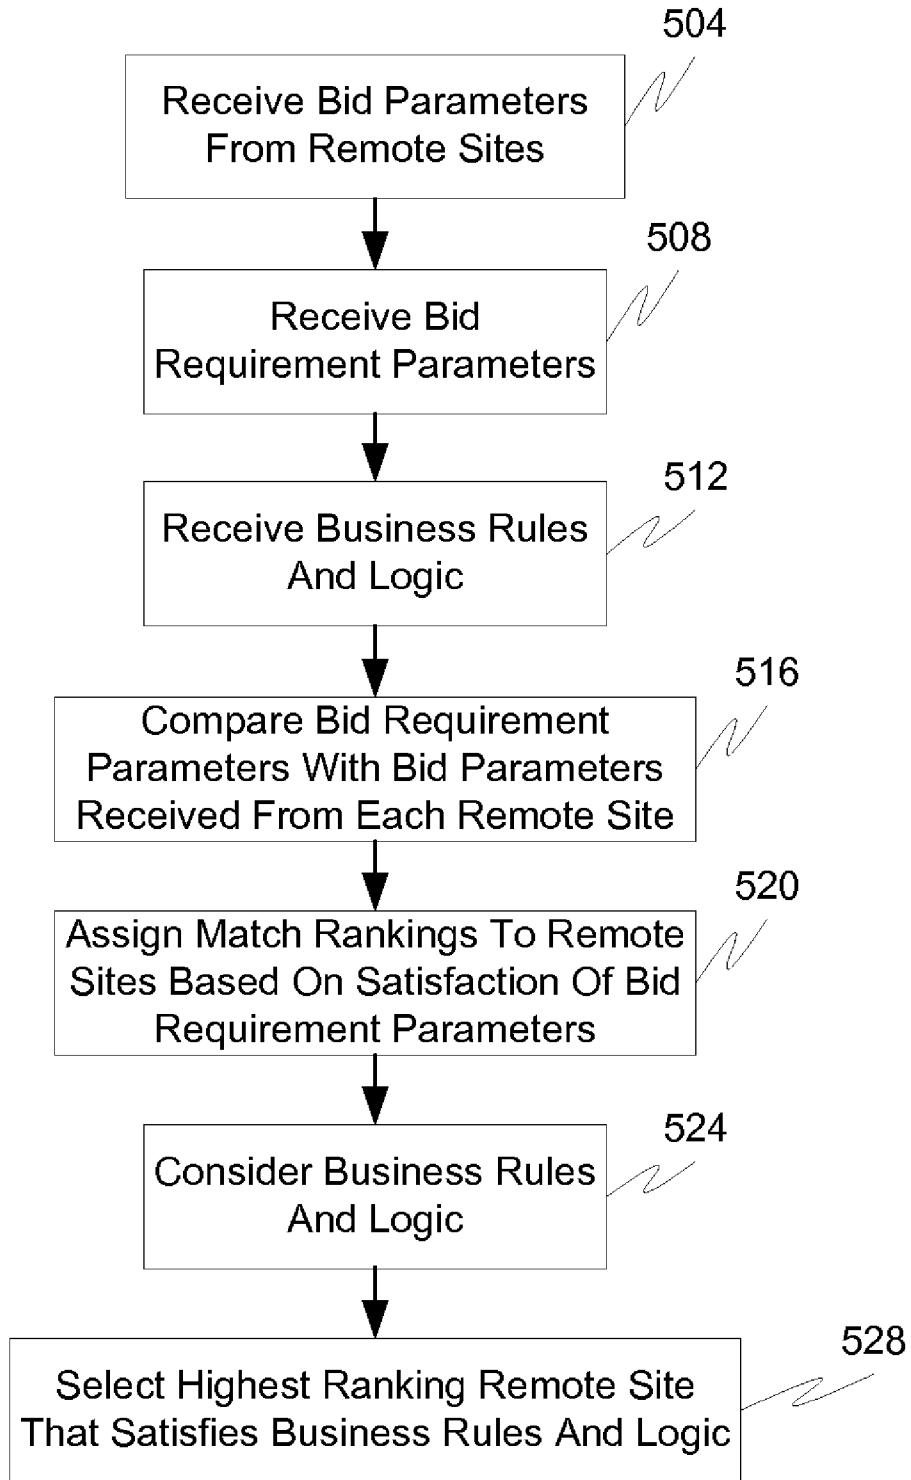 504
Receive Bid Parameters
From Remote Sites
508
Receive Bid
Requirement Parameters
512
Receive Business Rules
And Logic
516
Compare Bid Requirement
Parameters With Bid Parameters
Received From Each Remote Site
520
Assign Match Rankings To Remote
Sites Based On Satisfaction Of Bid
Requirement Parameters
524
Consider Business Rules
And Logic
528
Select Highest Ranking Remote Site
That Satisfies Business Rules And Logic